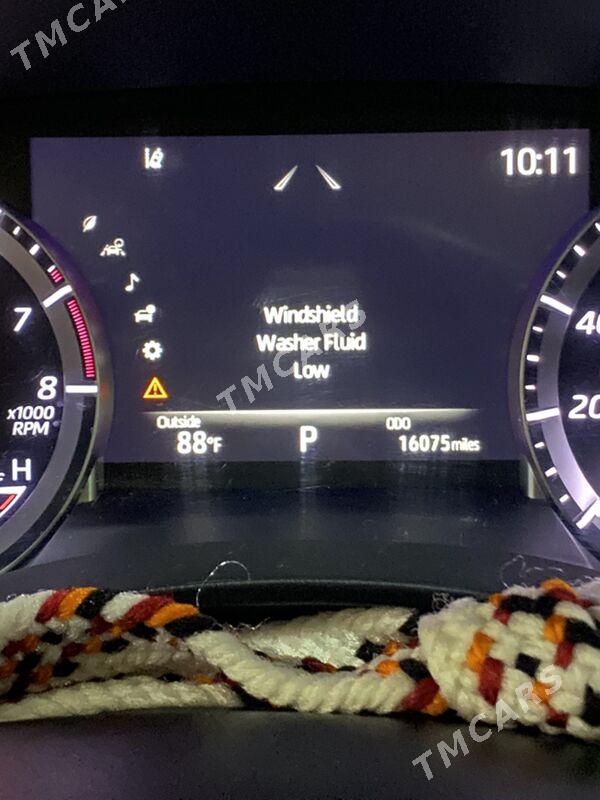 TMCARS
10:11
7
8
x1000
RPM
H
Windshield
Washer Fluid
Low
TMCARS
Outside
88°F
P
ODO
16075 miles
40
20
TMCARS
TMCARS